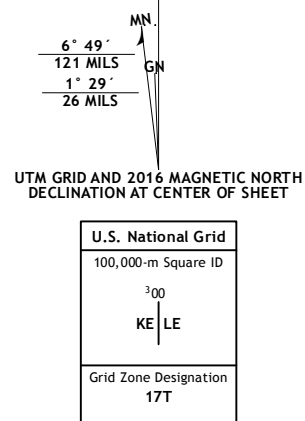 MN.
6° 49´
121 MILS
GN
1° 29´
26 MILS
UTM GRID AND 2016 MAGNETIC NORTH
DECLINATION AT CENTER OF SHEET
U.S. National Grid
100,000-m Square ID
³00
KE LE
Grid Zone Designation
17T